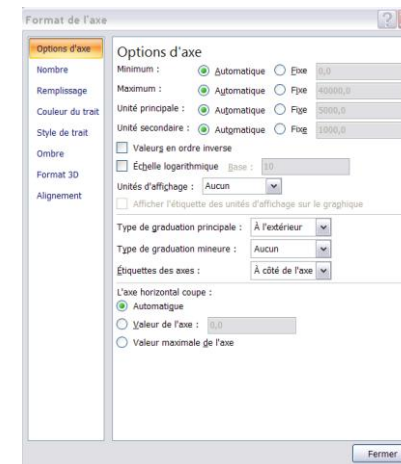 Format de l'axe
Options d'axe
Nombre
Remplissage
Couleur du trait
Style de trait
Ombre
Format 3D
Alignement
Options d'axe
Minimum : Automatique Fixe 0,0
Maximum : Automatique Fixe 40000,0
Unité principale : Automatique Fixe 5000,0
Unité secondaire : Automatique Fixe 1000,0
Valeurs en ordre inverse
Échelle logarithmique Base : 10
Unités d'affichage : Aucun
Afficher l'étiquette des unités d'affichage sur le graphique
Type de graduation principale : À l'extérieur
Type de graduation mineure : Aucun
Étiquettes des axes : À côté de l'axe
L'axe horizontal coupe :
Automatique
Valeur de l'axe : 0,0
Valeur maximale de l'axe
Fermer